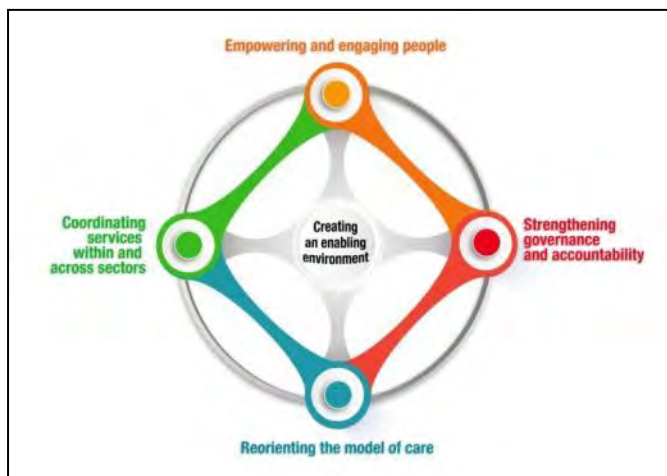 Empowering and engaging people
Coordinating
services
within and
across sectors
Creating
an enabling
environment
Strengthening
governance
and accountability
Reorienting the model of care